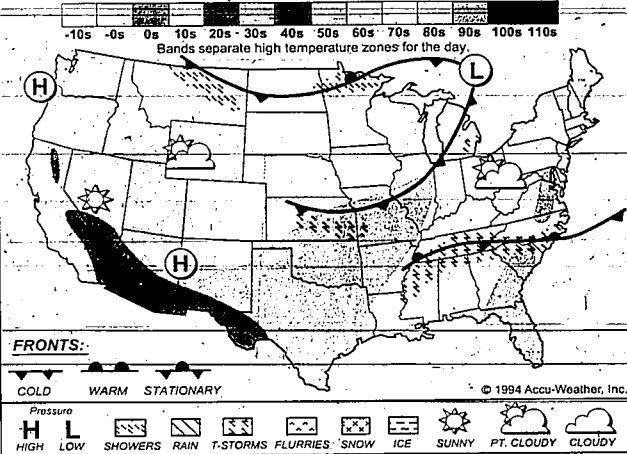 -10s -0s 0s 10s 20s 30s 40s 50s 60s 70s 80s 90s 100s 110s
Bands separate high temperature zones for the day.
H
L
H
FRONTS:
COLD WARM STATIONARY
© 1994 Accu-Weather, Inc.
Pressure
H L
HIGH LOW SHOWERS RAIN T-STORMS FLURRIES SNOW ICE SUNNY PT. CLOUDY CLOUDY